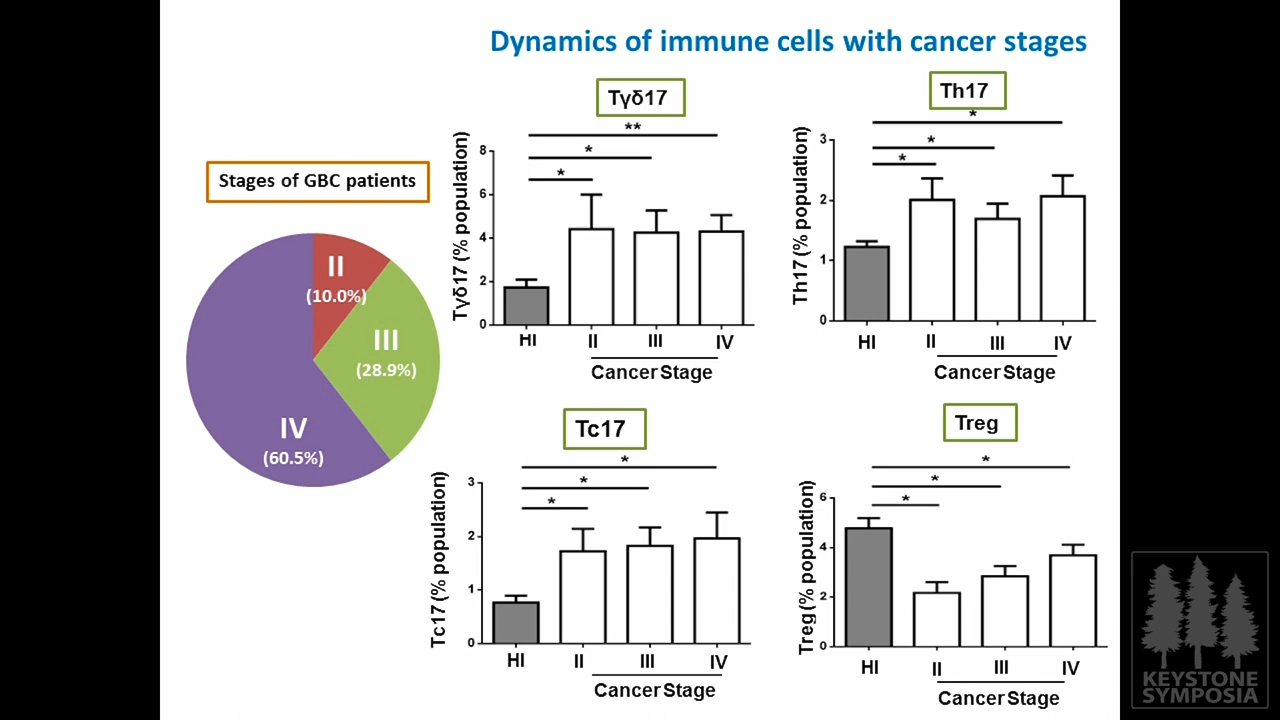 Dynamics of immune cells with cancer stages
Stages of GBC patients
II
(10.0%)
III
(28.9%)
IV
(60.5%)
Tγδ17
Tγδ17 (% population)
8
6
4
2
0
**
*
*
HI II III IV
Cancer Stage
Th17
Th17 (% population)
3
2
1
0
*
*
*
HI II III IV
Cancer Stage
Tc17
Tc17 (% population)
3
2
1
0
*
*
*
HI II III IV
Cancer Stage
Treg
Treg (% population)
6
4
2
0
*
*
*
HI II III IV
Cancer Stage
KEYSTONE
SYMPOSIA